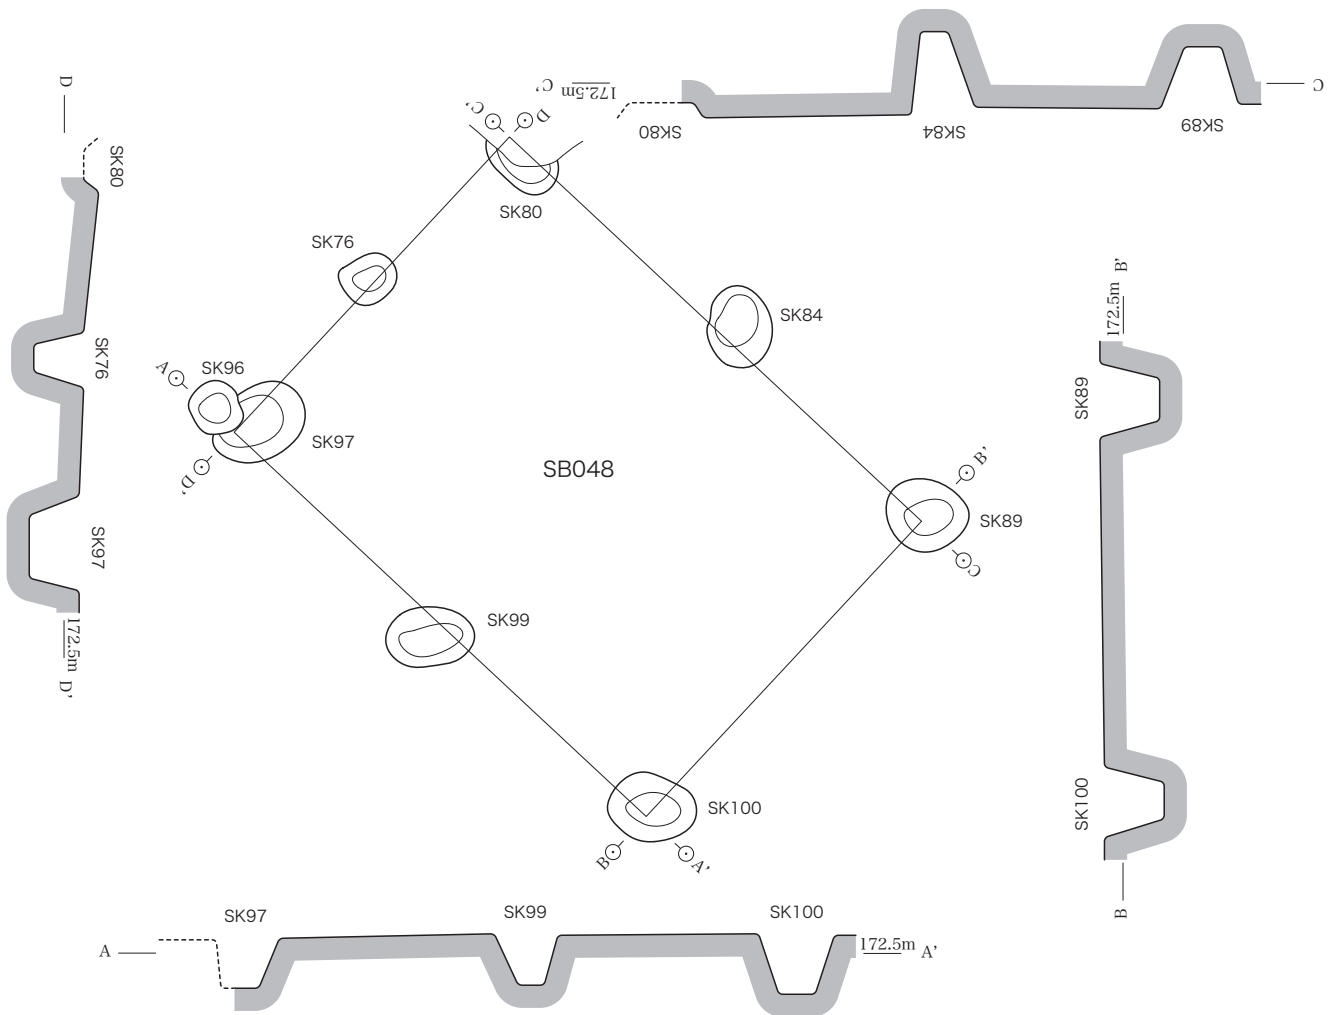 C'
172.5m
SK80
SK84
SK89
C
D
SK80
SK76
SK97
172.5m
D'
C'
D
SK80
SK76
SK84
A
SK96
SK97
D'
SB048
B'
SK89
C
SK99
SK100
B
A'
B'
172.5m
SK89
SK100
B
A
SK97
SK99
SK100
172.5m
A'